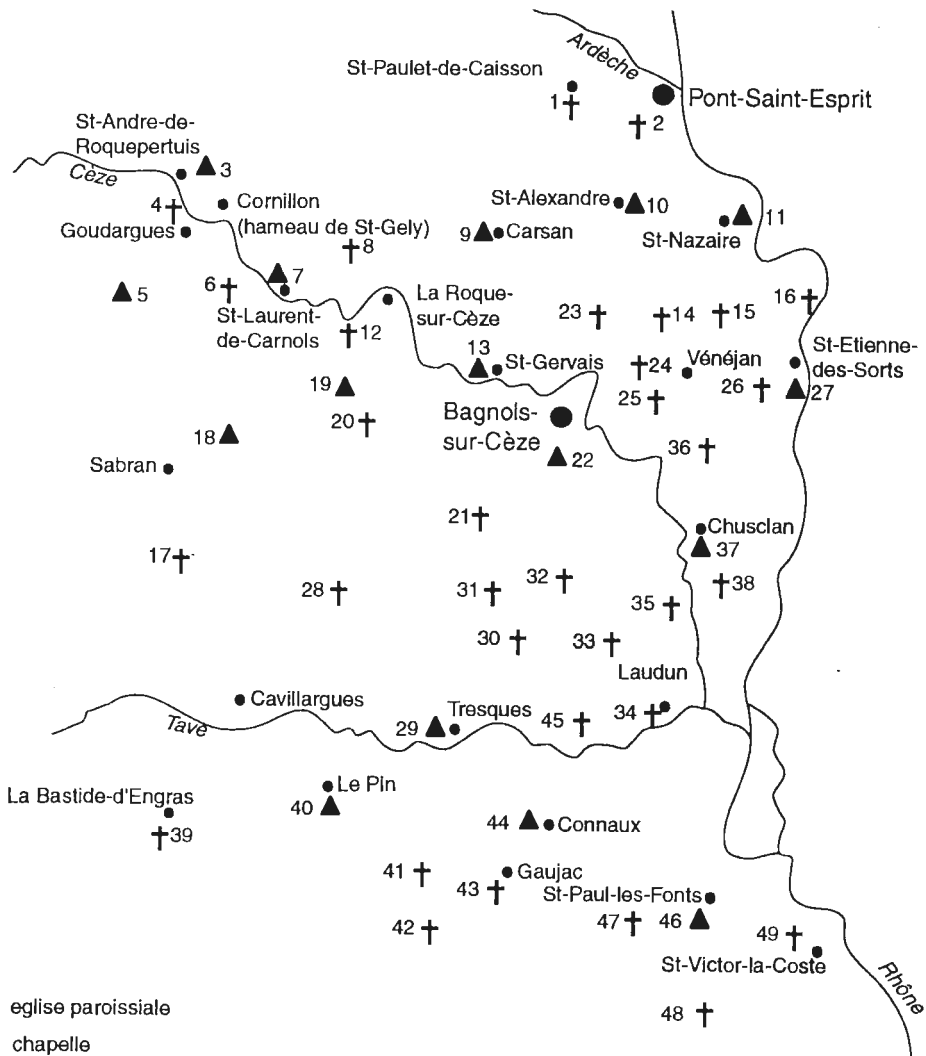 Ardèche
St-Paulet-de-Caisson
1
Pont-Saint-Esprit
2
St-Andre-de-
Roquepertuis
3
Cèze
4
Cornillon
(hameau de St-Gely)
St-Alexandre
10
11
Goudargues
9
Carsan
St-Nazaire
8
5
6
7
La Roque-
sur-Cèze
16
St-Laurent-
de-Carnols
12
23
14
15
13
St-Gervais
24
Vénéjan
St-Etienne-
des-Sorts
19
25
26
27
20
Bagnols-
sur-Cèze
18
36
Sabran
22
21
Chusclan
37
17
28
31
32
38
35
30
33
Laudun
Cavillargues
Tresques
34
Tave
29
45
Le Pin
La Bastide-d'Engras
40
39
44
Connaux
41
Gaujac
43
St-Paul-les-Fonts
42
47
46
49
St-Victor-la-Coste
Rhône
48
eglise paroissiale
chapelle